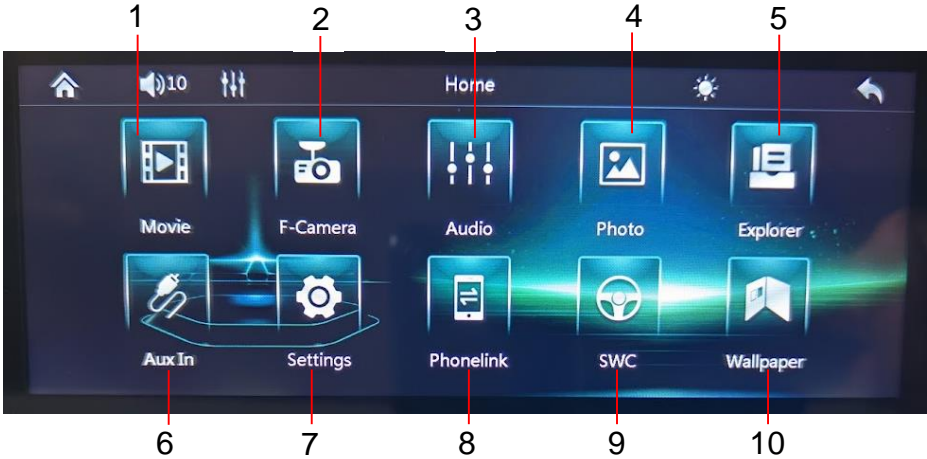 1 2 3 4 5
10 Home
Movie F-Camera Audio Photo Explorer
Aux In Settings Phonelink SWC Wallpaper
6 7 8 9 10